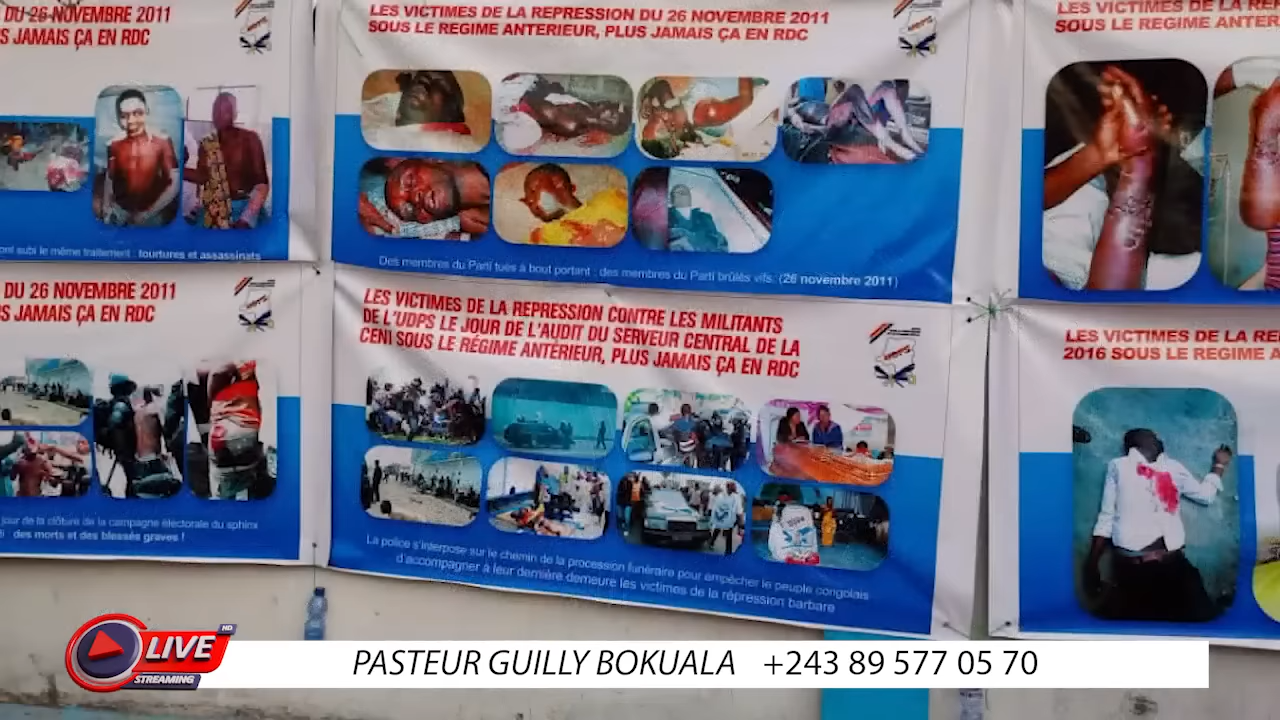 DU 26 NOVEMBRE 2011
S JAMAIS ÇA EN RDC
ont subi le même traitement : tourtures et assassinats
LES VICTIMES DE LA REPRESSION DU 26 NOVEMBRE 2011
SOUS LE REGIME ANTERIEUR, PLUS JAMAIS ÇA EN RDC
UDPS
Des membres du Parti tués à bout portant ; des membres du Parti brûlés vifs. (26 novembre 2011)
LES VICTIMES DE LA REPRESSION
SOUS LE REGIME ANTER
DU 26 NOVEMBRE 2011
S JAMAIS ÇA EN RDC
UDPS
jour de la clôture de la campagne électorale du sphinx
des morts et des blessés graves !
LES VICTIMES DE LA REPRESSION CONTRE LES MILITANTS
DE L'UDPS LE JOUR DE L'AUDIT DU SERVEUR CENTRAL DE LA
CENI SOUS LE RÉGIME ANTÉRIEUR, PLUS JAMAIS ÇA EN RDC
UDPS
La police s'interpose sur le chemin de la procession funéraire pour empêcher le peuple congolais
d'accompagner à leur dernière demeure les victimes de la répression barbare
LES VICTIMES DE LA RE
2016 SOUS LE REGIME A
LIVE HD
STREAMING
PASTEUR GUILLY BOKUALA +243 89 577 05 70